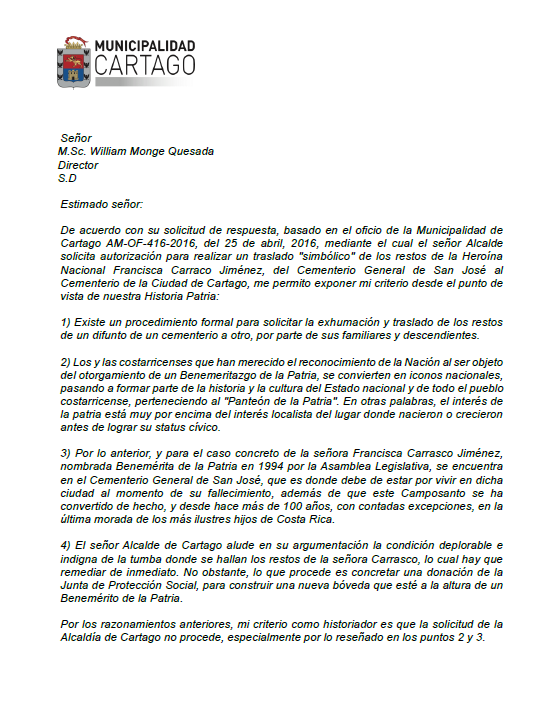 MUNICIPALIDAD
CARTAGO
Señor
M.Sc. William Monge Quesada
Director
S.D
Estimado señor:
De acuerdo con su solicitud de respuesta, basado en el oficio de la Municipalidad de
Cartago AM-OF-416-2016, del 25 de abril, 2016, mediante el cual el señor Alcalde
solicita autorización para realizar un traslado "simbólico" de los restos de la Heroína
Nacional Francisca Carraco Jiménez, del Cementerio General de San José al
Cementerio de la Ciudad de Cartago, me permito exponer mi criterio desde el punto de
vista de nuestra Historia Patria:
1) Existe un procedimiento formal para solicitar la exhumación y traslado de los restos
de un difunto de un cementerio a otro, por parte de sus familiares y descendientes.
2) Los y las costarricenses que han merecido el reconocimiento de la Nación al ser objeto
del otorgamiento de un Benemeritazgo de la Patria, se convierten en iconos nacionales,
pasando a formar parte de la historia y la cultura del Estado nacional y de todo el pueblo
costarricense, perteneciendo al "Panteón de la Patria". En otras palabras, el interés de
la patria está muy por encima del interés localista del lugar donde nacieron o crecieron
antes de lograr su status cívico.
3) Por lo anterior, y para el caso concreto de la señora Francisca Carrasco Jiménez,
nombrada Benemérita de la Patria en 1994 por la Asamblea Legislativa, se encuentra
en el Cementerio General de San José, que es donde debe de estar por vivir en dicha
ciudad al momento de su fallecimiento, además de que este Camposanto se ha
convertido de hecho, y desde hace más de 100 años, con contadas excepciones, en la
última morada de los más ilustres hijos de Costa Rica.
4) El señor Alcalde de Cartago alude en su argumentación la condición deplorable e
indigna de la tumba donde se hallan los restos de la señora Carrasco, lo cual hay que
remediar de inmediato. No obstante, lo que procede es concretar una donación de la
Junta de Protección Social, para construir una nueva bóveda que esté a la altura de un
Benemérito de la Patria.
Por los razonamientos anteriores, mi criterio como historiador es que la solicitud de la
Alcaldía de Cartago no procede, especialmente por lo reseñado en los puntos 2 y 3.